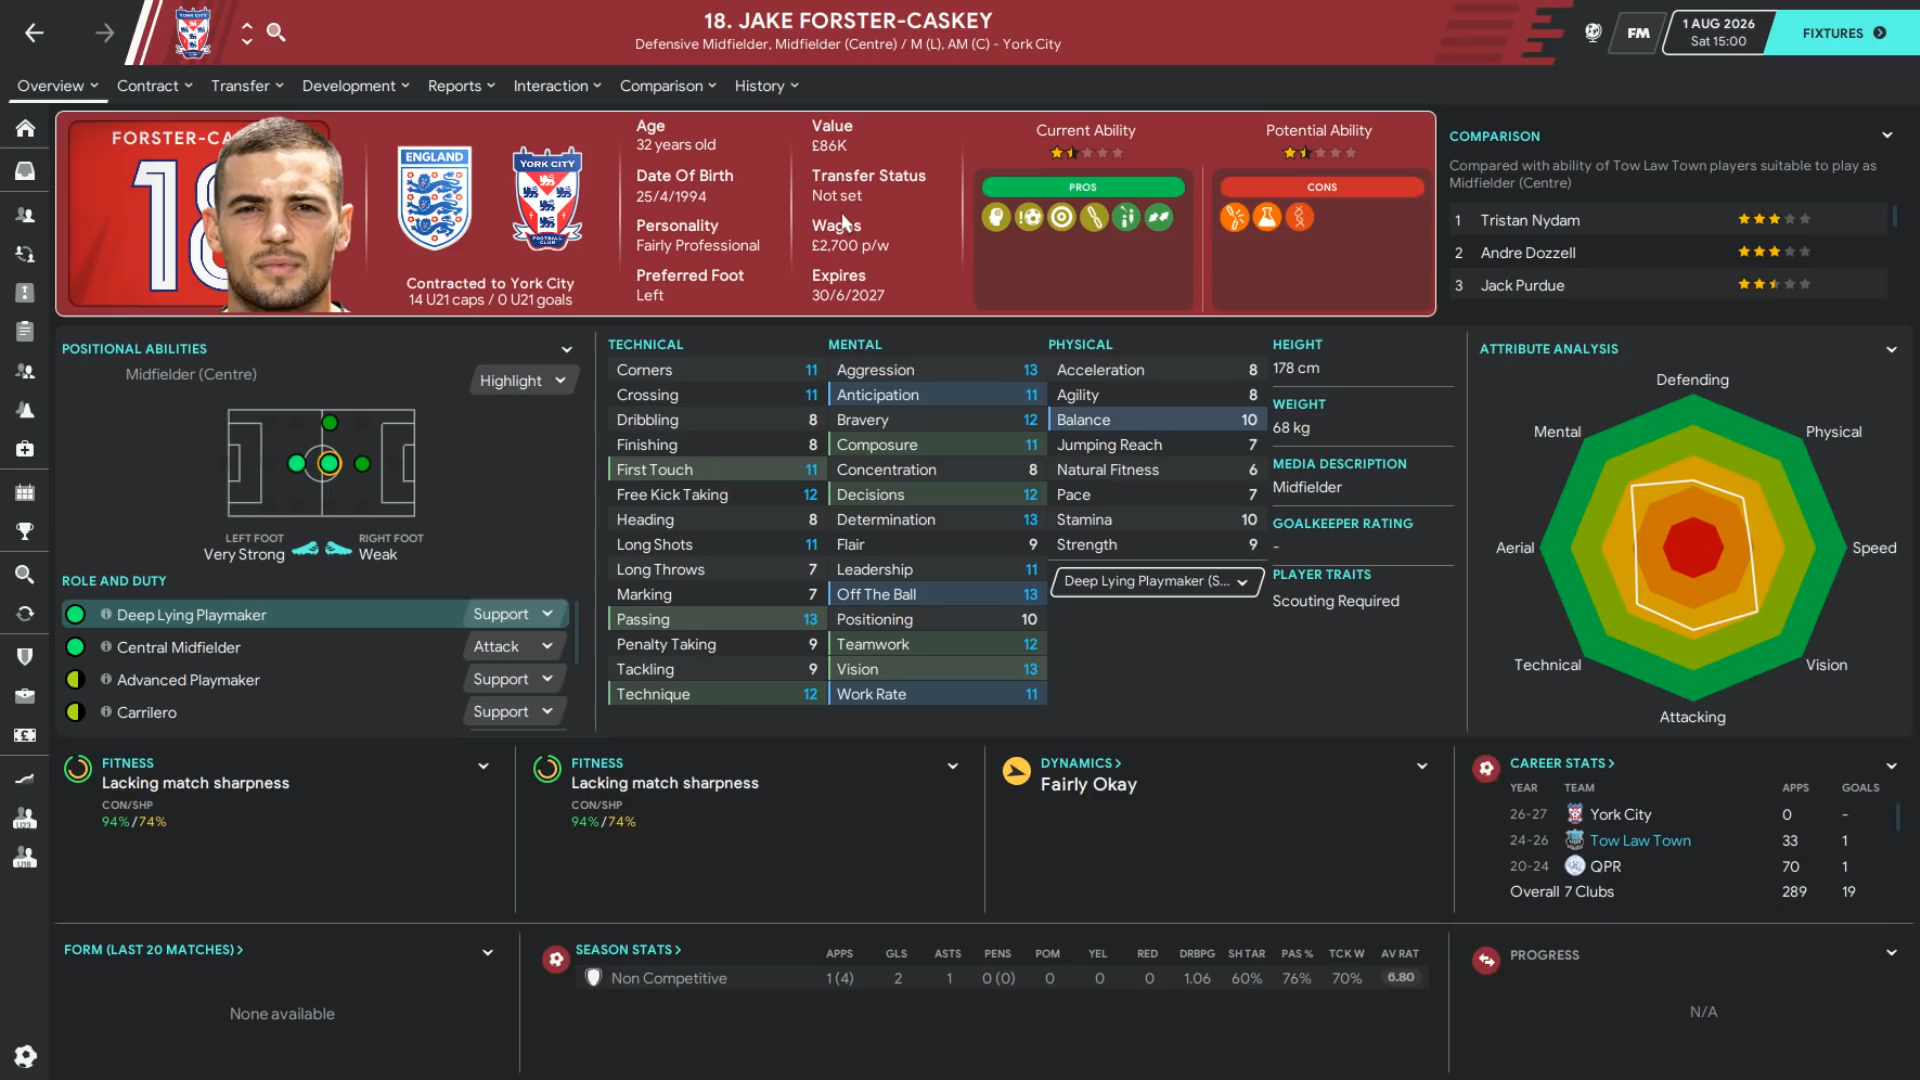 18. JAKE FORSTER-CASKEY
Defensive Midfielder, Midfielder (Centre) / M (L), AM (C) - York City
FM
1 AUG 2026
Sat 15:00
FIXTURES
Overview
Contract
Transfer
Development
Reports
Interaction
Comparison
History
FORSTER-CA
18
ENGLAND
YORK CITY
FOOTBALL CLUB
Contracted to York City
14 U21 caps / 0 U21 goals
Age
32 years old
Date Of Birth
25/4/1994
Personality
Fairly Professional
Preferred Foot
Left
Value
£86K
Transfer Status
Not set
Wages
£2,700 p/w
Expires
30/6/2027
Current Ability
PROS
Potential Ability
CONS
COMPARISON
Compared with ability of Tow Law Town players suitable to play as
Midfielder (Centre)
1 Tristan Nydam
2 Andre Dozzell
3 Jack Purdue
POSITIONAL ABILITIES
Midfielder (Centre)
Highlight
LEFT FOOT
Very Strong
RIGHT FOOT
Weak
ROLE AND DUTY
Deep Lying Playmaker Support
Central Midfielder Attack
Advanced Playmaker Support
Carrilero Support
TECHNICAL
Corners 11
Crossing 11
Dribbling 8
Finishing 8
First Touch 11
Free Kick Taking 12
Heading 8
Long Shots 11
Long Throws 7
Marking 7
Passing 13
Penalty Taking 9
Tackling 9
Technique 12
MENTAL
Aggression 13
Anticipation 11
Bravery 12
Composure 11
Concentration 8
Decisions 12
Determination 13
Flair 9
Leadership 11
Off The Ball 13
Positioning 10
Teamwork 12
Vision 13
Work Rate 11
PHYSICAL
Acceleration 8
Agility 8
Balance 10
Jumping Reach 7
Natural Fitness 6
Pace 7
Stamina 10
Strength 9
Deep Lying Playmaker (S...
HEIGHT
178 cm
WEIGHT
68 kg
MEDIA DESCRIPTION
Midfielder
GOALKEEPER RATING
-
PLAYER TRAITS
Scouting Required
ATTRIBUTE ANALYSIS
Defending
Mental
Physical
Aerial
Speed
Technical
Vision
Attacking
FITNESS
Lacking match sharpness
CON/SHP
94%/74%
FITNESS
Lacking match sharpness
CON/SHP
94%/74%
DYNAMICS >
Fairly Okay
CAREER STATS >
YEAR TEAM APPS GOALS
26-27 York City 0 -
24-26 Tow Law Town 33 1
20-24 QPR 70 1
Overall 7 Clubs 289 19
FORM (LAST 20 MATCHES) >
None available
SEASON STATS > APPS GLS ASTS PENS POM YEL RED DRBPG SH TAR PAS % TCK W AV RAT
Non Competitive 1 (4) 2 1 0 (0) 0 0 0 1.06 60% 76% 70% 6.80
PROGRESS
N/A
U23
U18